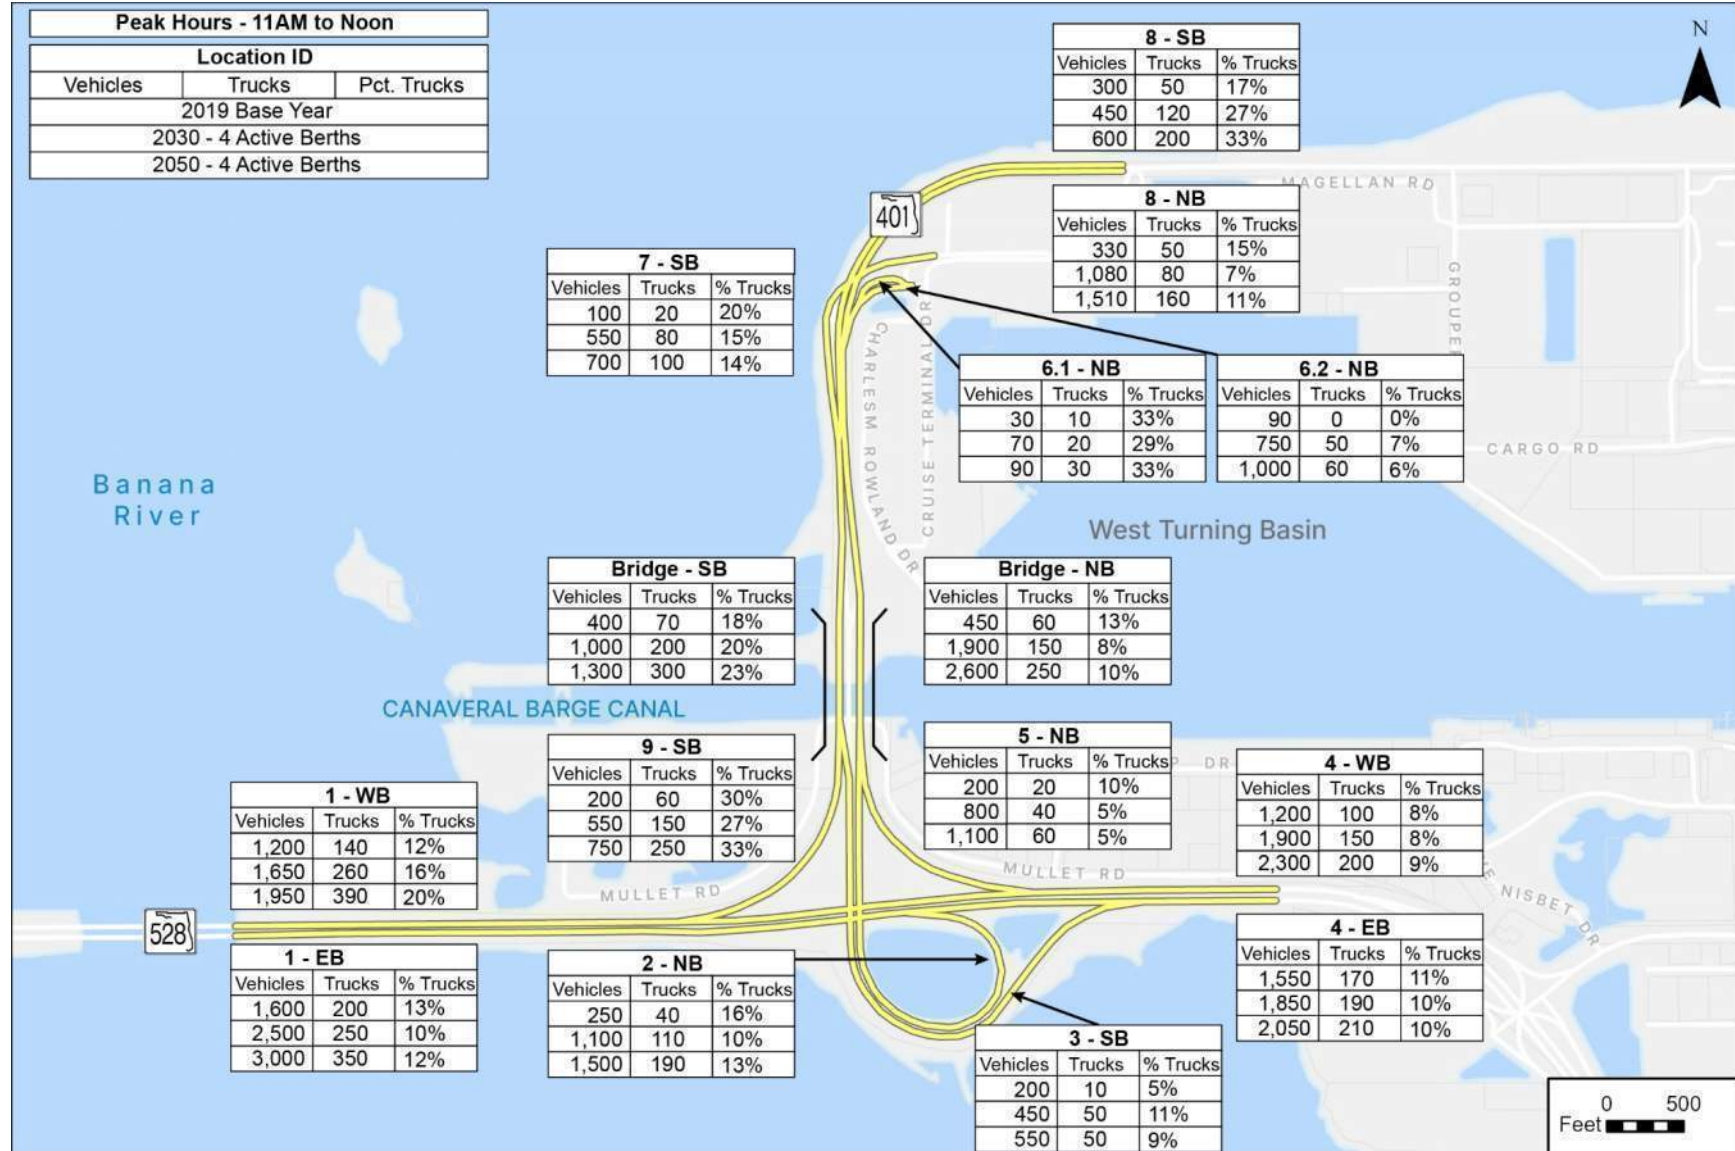 Peak Hours - 11AM to Noon
Location ID
Vehicles Trucks Pct. Trucks
2019 Base Year
2030 - 4 Active Berths
2050 - 4 Active Berths
8 - SB
Vehicles Trucks % Trucks
300 50 17%
450 120 27%
600 200 33%
N
MAGELLAN RD
401
8 - NB
Vehicles Trucks % Trucks
330 50 15%
1,080 80 7%
1,510 160 11%
7 - SB
Vehicles Trucks % Trucks
100 20 20%
550 80 15%
700 100 14%
CHARLESM ROWLAND DR
CRUISE TERMINAL DR
GROUPER
6.1 - NB
Vehicles Trucks % Trucks
30 10 33%
70 20 29%
90 30 33%
6.2 - NB
Vehicles Trucks % Trucks
90 0 0%
750 50 7%
1,000 60 6%
CARGO RD
Banana
River
West Turning Basin
Bridge - SB
Vehicles Trucks % Trucks
400 70 18%
1,000 200 20%
1,300 300 23%
Bridge - NB
Vehicles Trucks % Trucks
450 60 13%
1,900 150 8%
2,600 250 10%
CANAVERAL BARGE CANAL
9 - SB
Vehicles Trucks % Trucks
200 60 30%
550 150 27%
750 250 33%
5 - NB
Vehicles Trucks % Trucks
200 20 10%
800 40 5%
1,100 60 5%
DR
4 - WB
Vehicles Trucks % Trucks
1,200 100 8%
1,900 150 8%
2,300 200 9%
1 - WB
Vehicles Trucks % Trucks
1,200 140 12%
1,650 260 16%
1,950 390 20%
MULLET RD
MULLET RD
NISBET DR
528
1 - EB
Vehicles Trucks % Trucks
1,600 200 13%
2,500 250 10%
3,000 350 12%
2 - NB
Vehicles Trucks % Trucks
250 40 16%
1,100 110 10%
1,500 190 13%
4 - EB
Vehicles Trucks % Trucks
1,550 170 11%
1,850 190 10%
2,050 210 10%
3 - SB
Vehicles Trucks % Trucks
200 10 5%
450 50 11%
550 50 9%
0 500
Feet